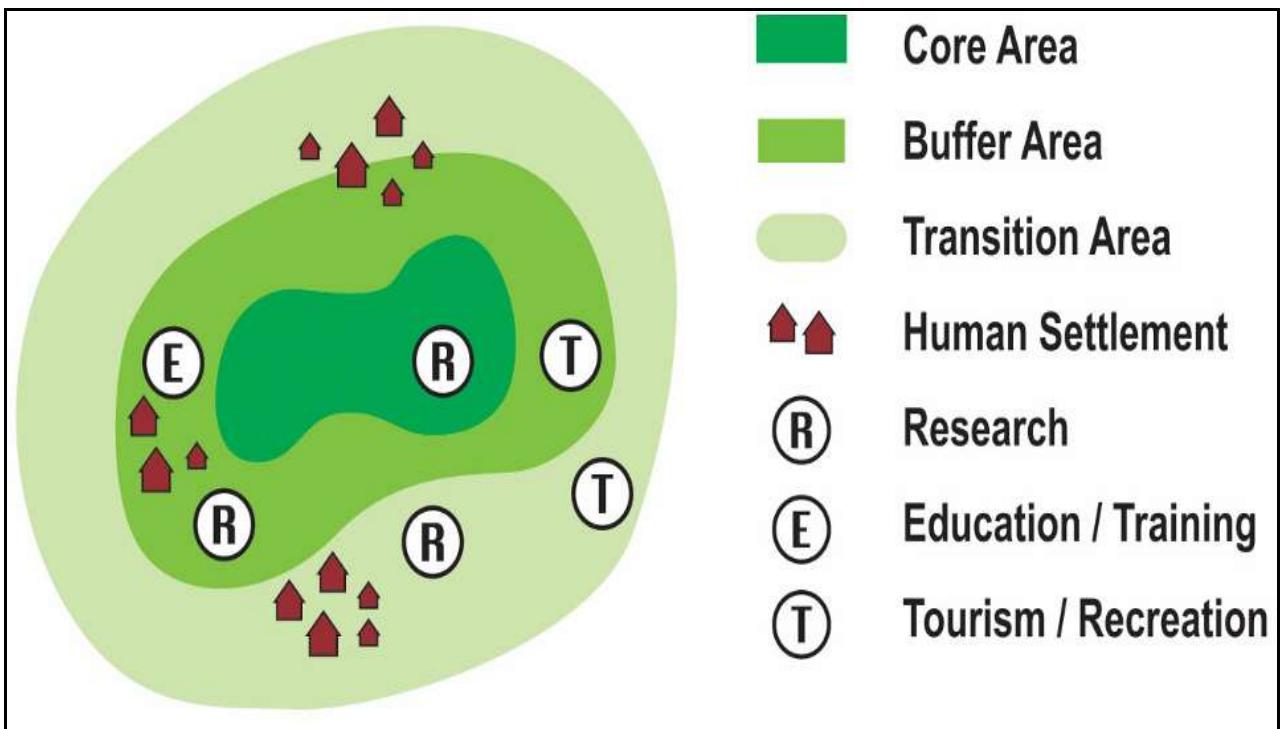 Core Area
Buffer Area
Transition Area
Human Settlement
R Research
E Education / Training
T Tourism / Recreation
E
R
T
R
R
T